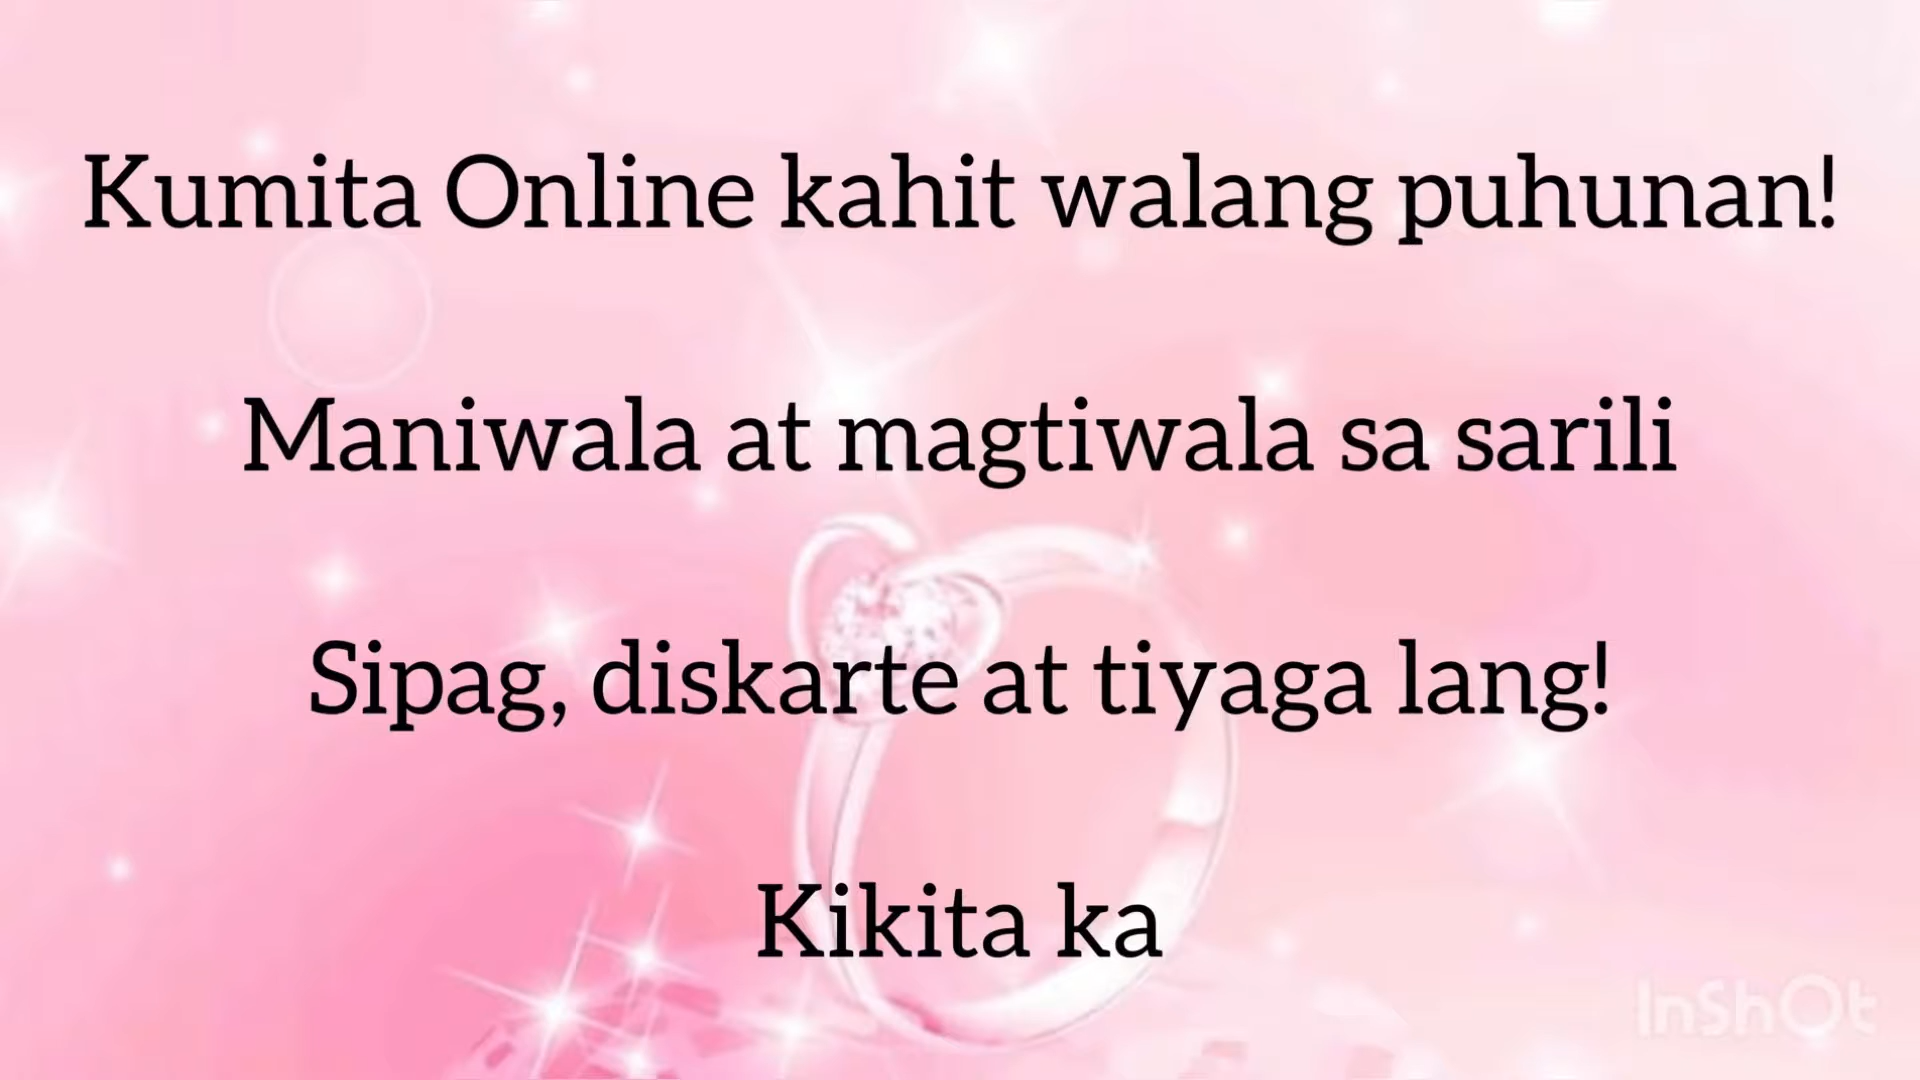 Kumita Online kahit walang puhunan!
Maniwala at magtiwala sa sarili
Sipag, diskarte at tiyaga lang!
Kikita ka
InShOt